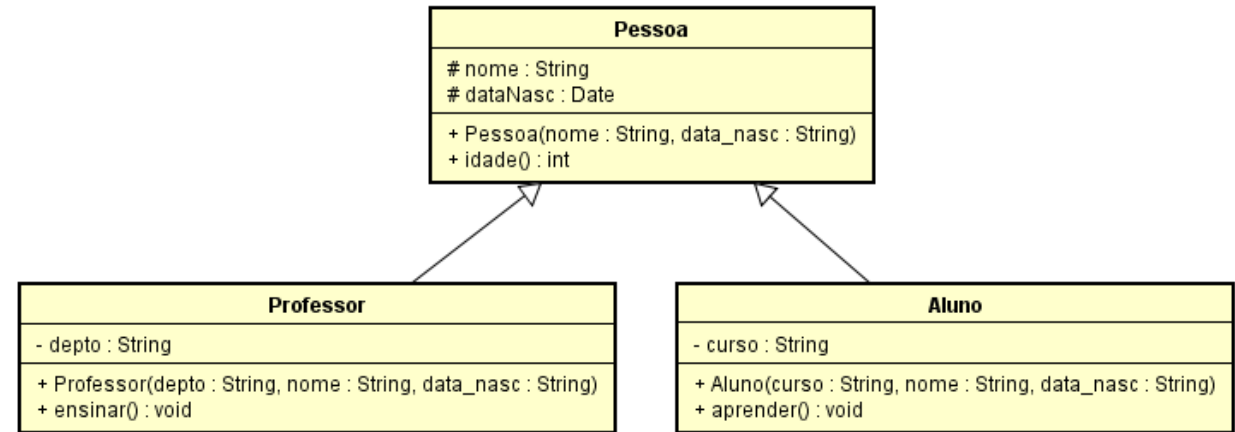 Pessoa
# nome : String
# dataNasc : Date
+ Pessoa(nome : String, data_nasc : String)
+ idade() : int
Professor
- depto : String
+ Professor(depto : String, nome : String, data_nasc : String)
+ ensinar() : void
Aluno
- curso : String
+ Aluno(curso : String, nome : String, data_nasc : String)
+ aprender() : void